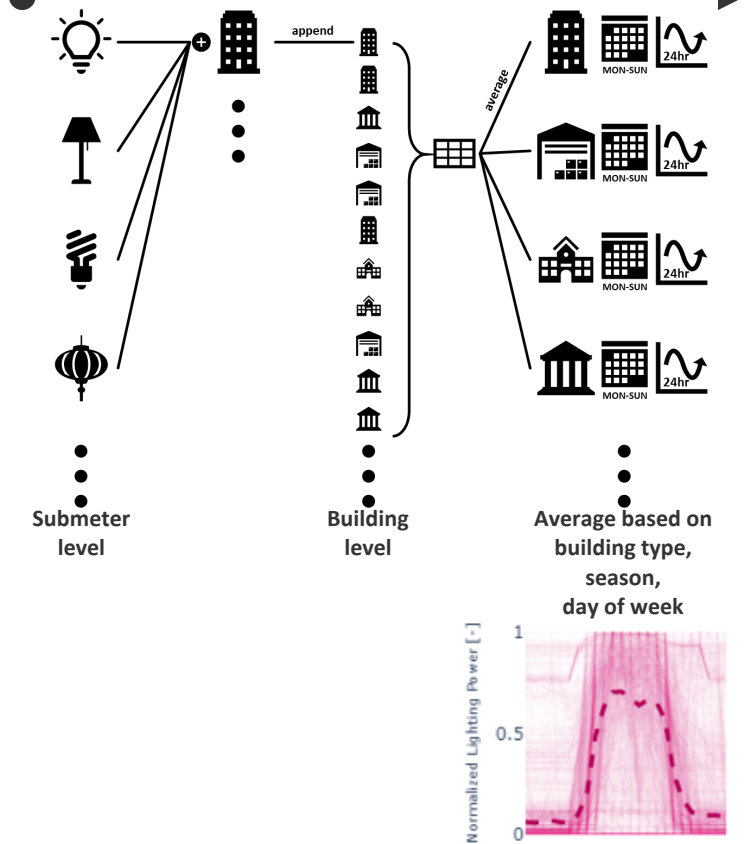 append
average
MON-SUN
24hr
MON-SUN
24hr
MON-SUN
24hr
MON-SUN
24hr
Submeter
level
Building
level
Average based on
building type,
season,
day of week
Normalized Lighting Power [-]
1
0.5
0